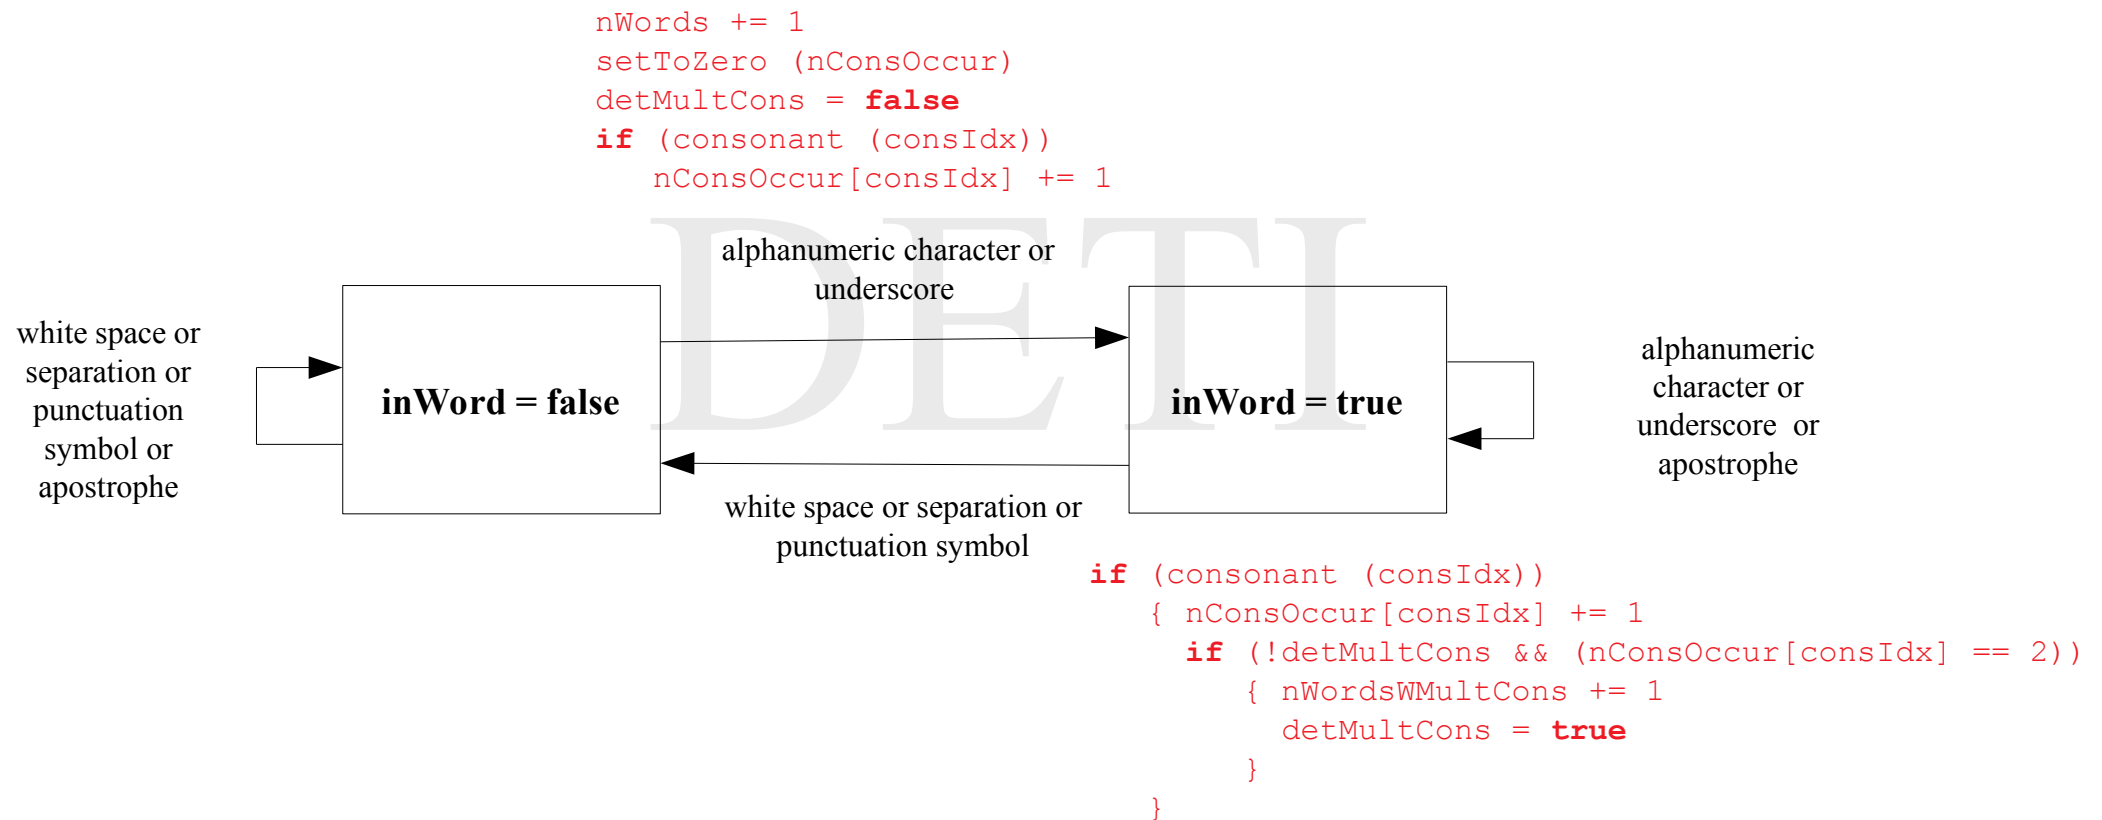 nWords += 1
setToZero (nConsOccur)
detMultCons = false
if (consonant (consIdx))
nConsOccur[consIdx] += 1
DETI
alphanumeric character or
underscore
white space or
separation or
punctuation
symbol or
apostrophe
inWord = false
inWord = true
alphanumeric
character or
underscore or
apostrophe
white space or separation or
punctuation symbol
if (consonant (consIdx))
{ nConsOccur[consIdx] += 1
if (!detMultCons && (nConsOccur[consIdx] == 2))
{ nWordsWMultCons += 1
detMultCons = true
}
}